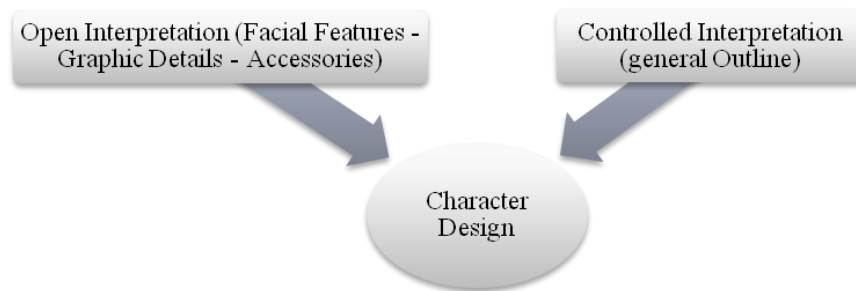 Open Interpretation (Facial Features -
Graphic Details - Accessories)
Controlled Interpretation
(general Outline)
Character
Design